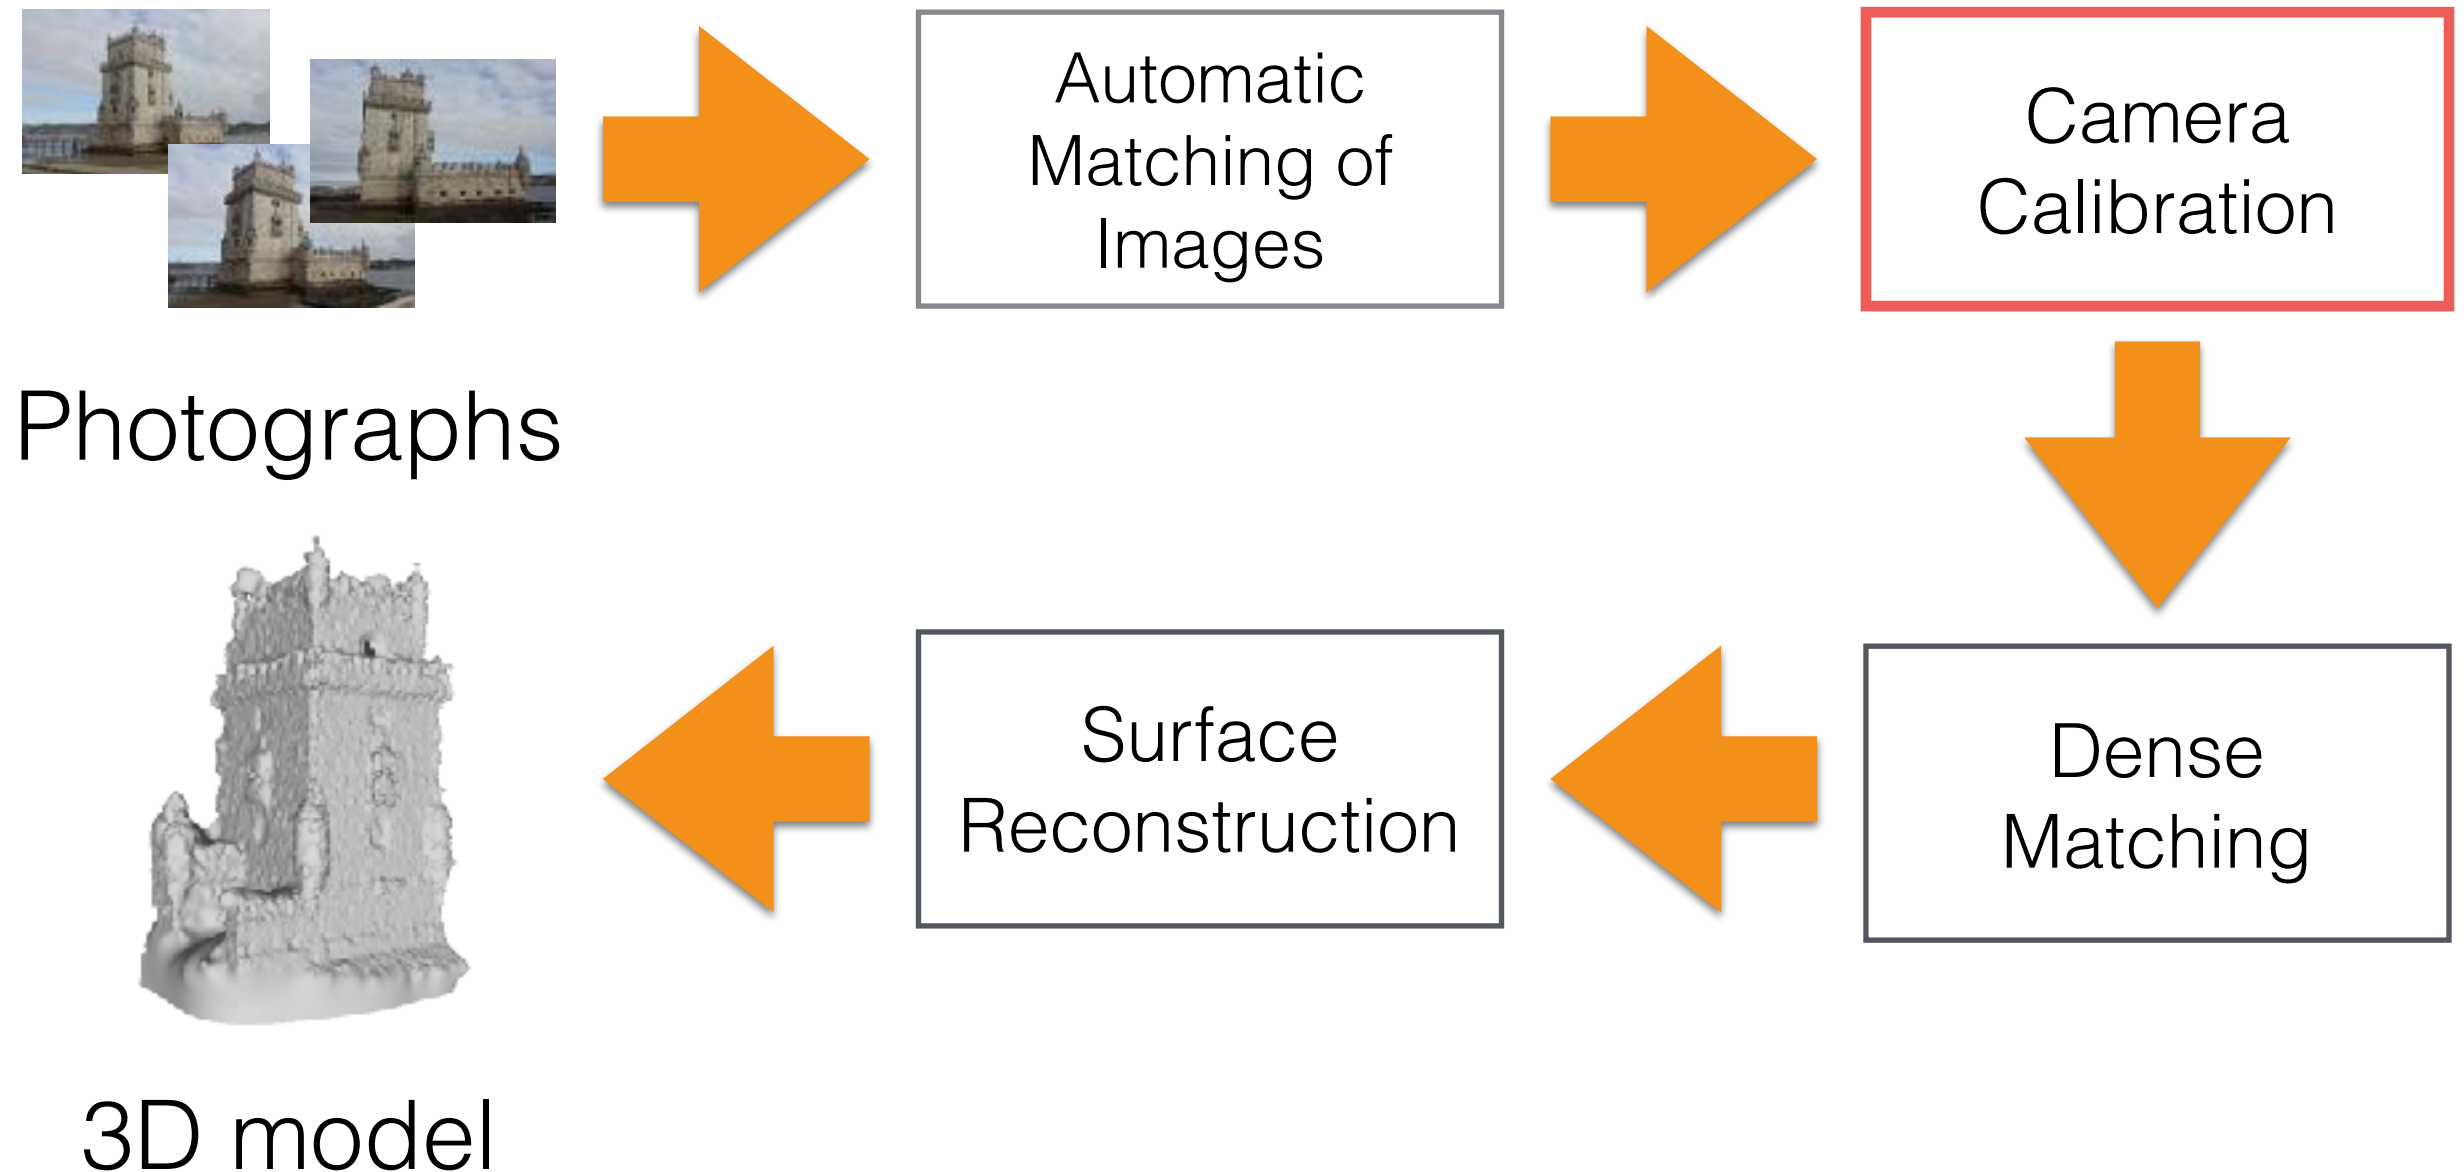 Automatic
Matching of
Images
Camera
Calibration
Photographs
Dense
Matching
Surface
Reconstruction
3D model